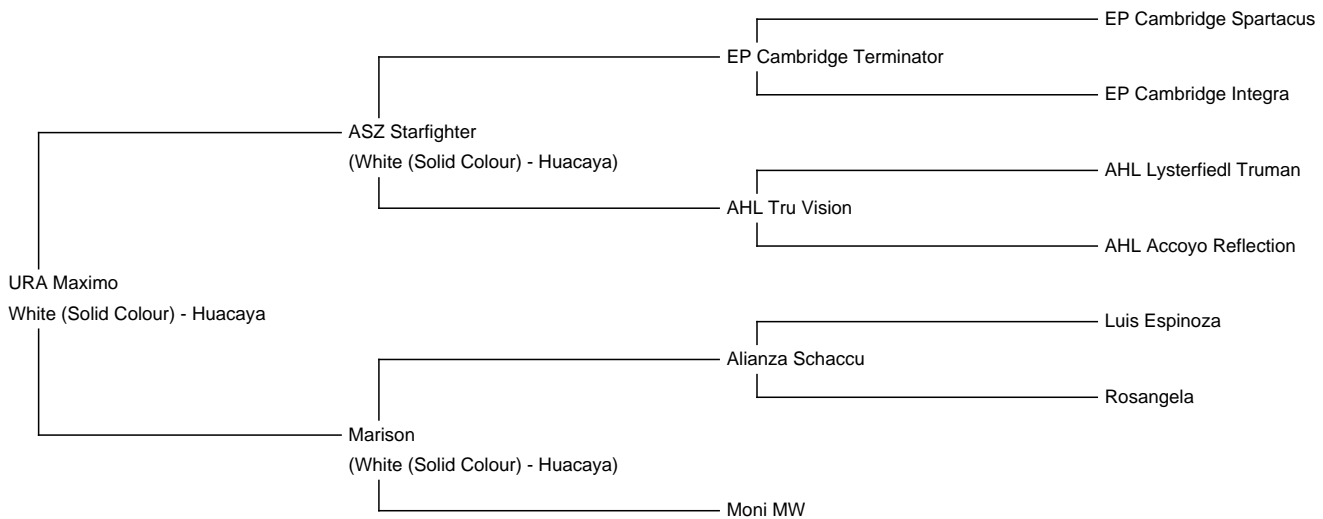 EP Cambridge Spartacus
EP Cambridge Terminator
EP Cambridge Integra
ASZ Starfighter
(White (Solid Colour) - Huacaya)
AHL Lysterfiedl Truman
AHL Tru Vision
AHL Accoyo Reflection
URA Maximo
White (Solid Colour) - Huacaya
Luis Espinoza
Alianza Schaccu
Rosangela
Marison
(White (Solid Colour) - Huacaya)
Moni MW